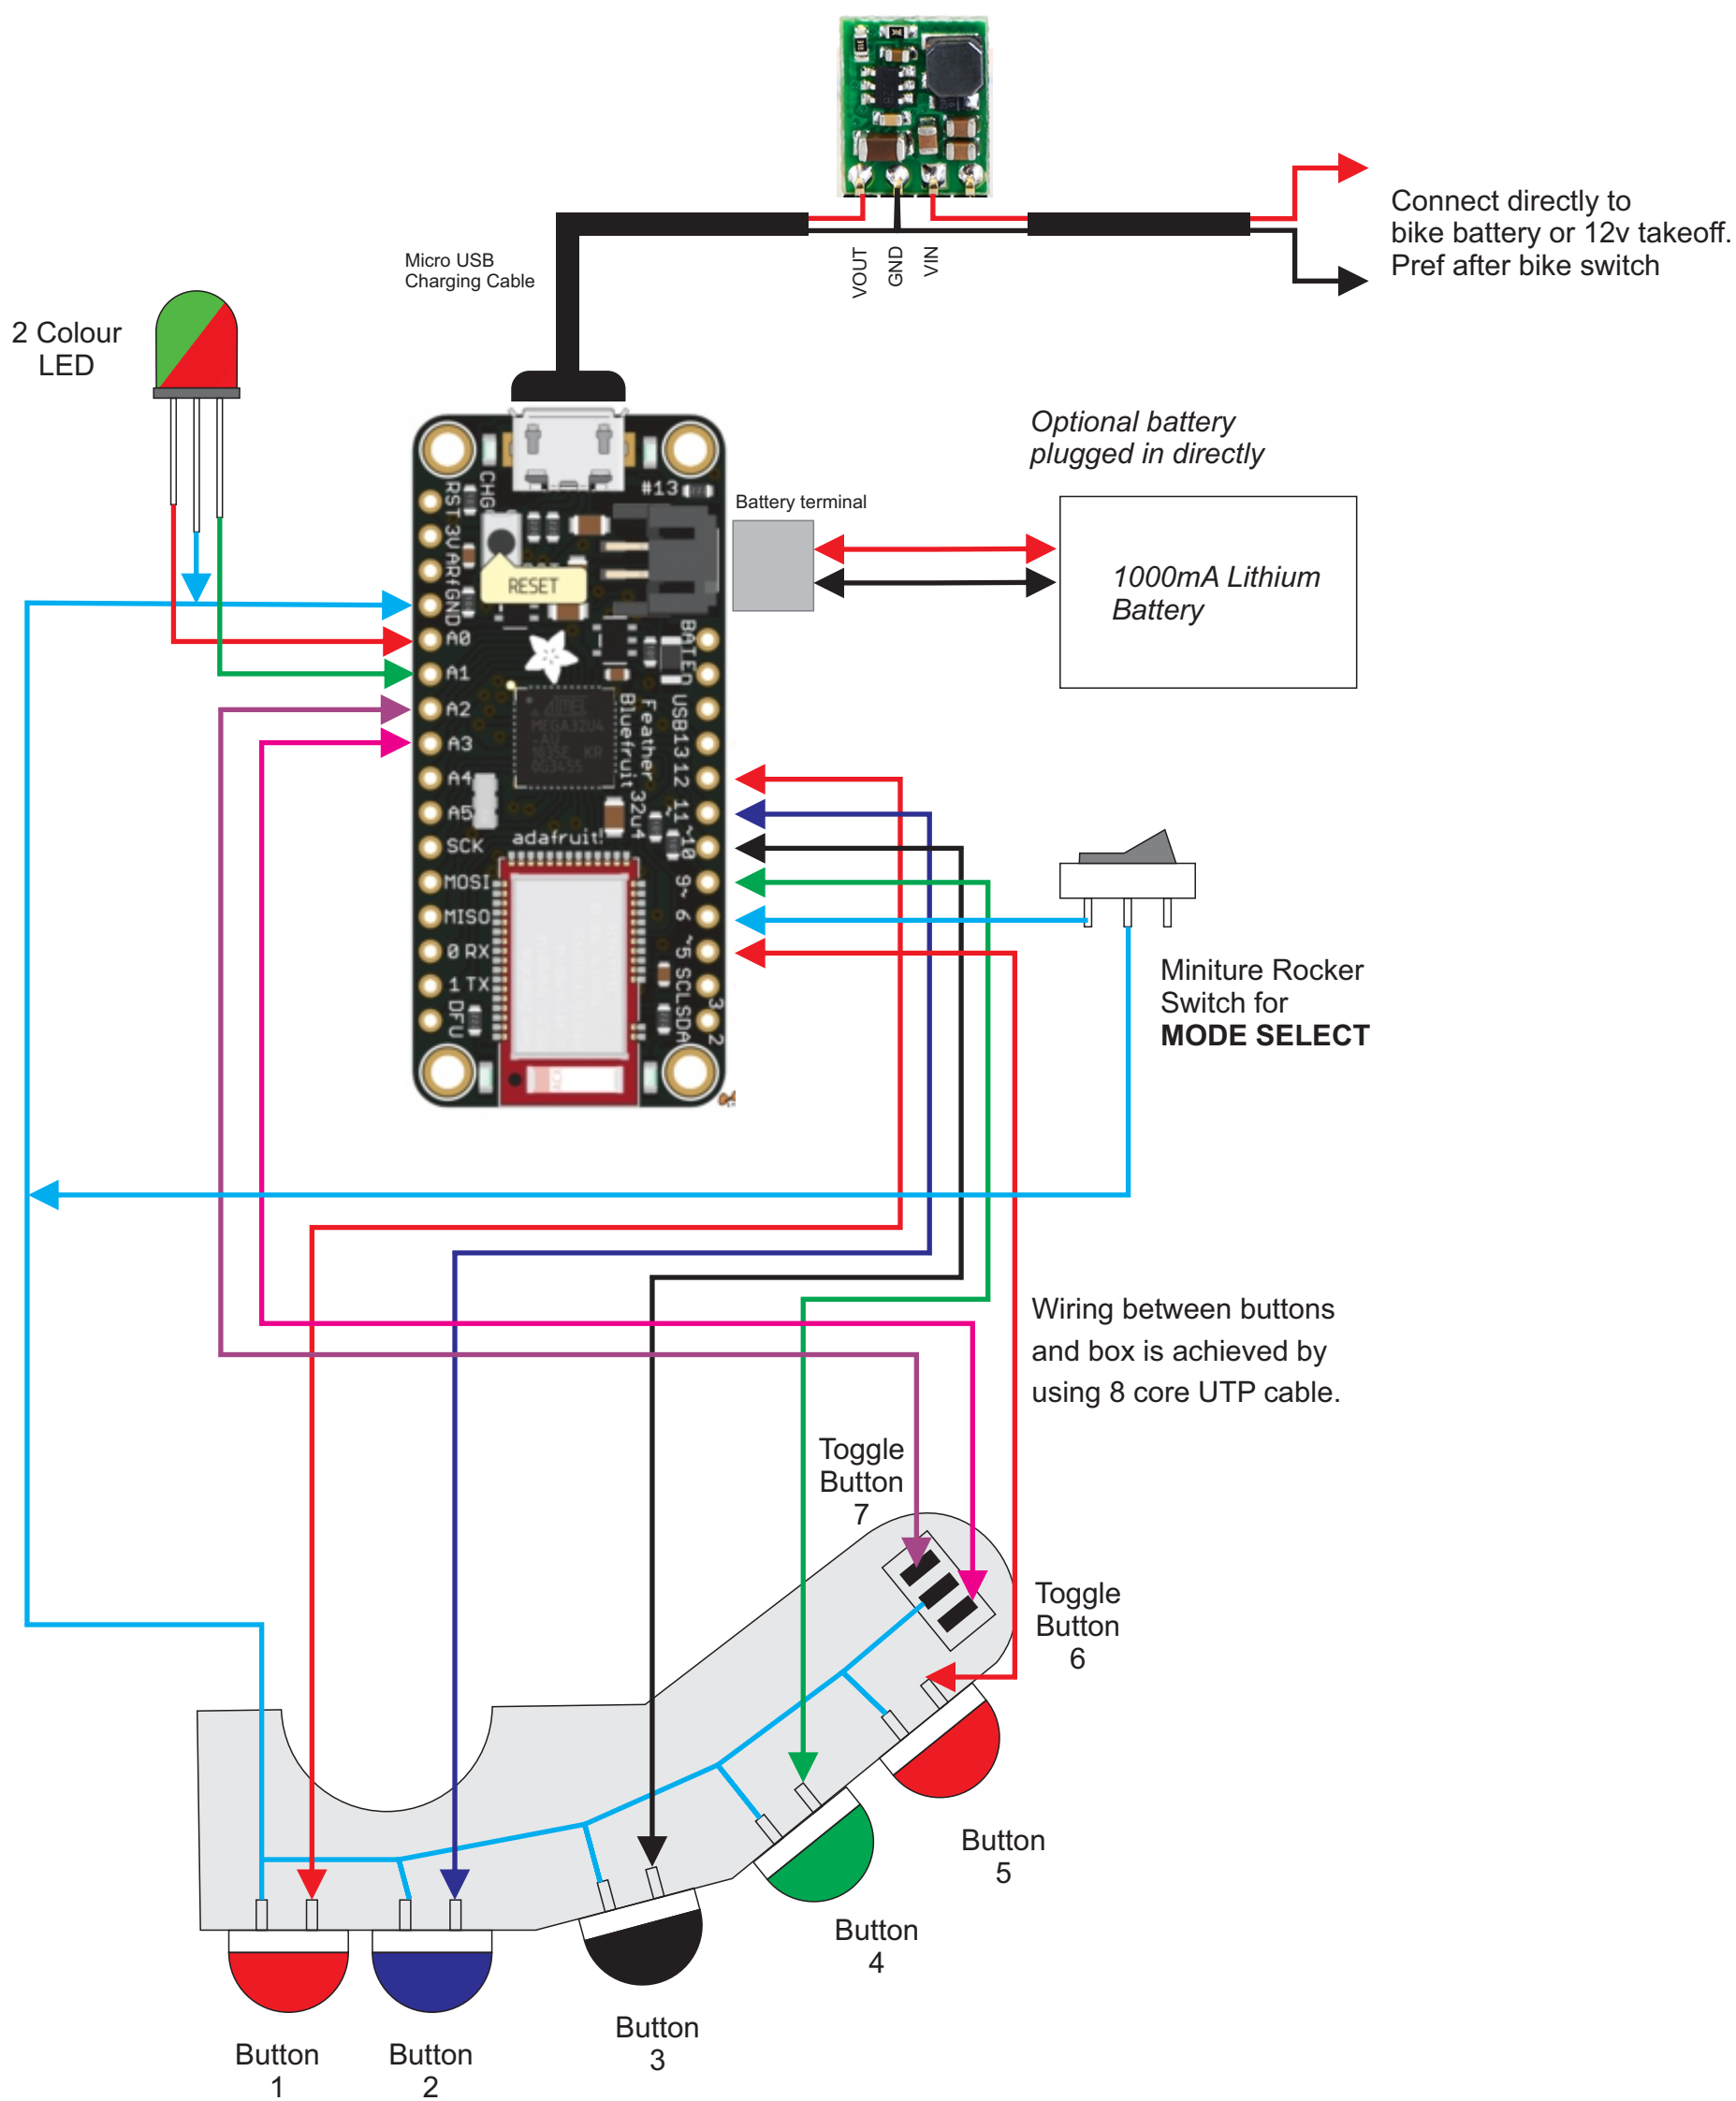 Connect directly to
bike battery or 12v takeoff.
Pref after bike switch
VOUT
GND
VIN
Micro USB
Charging Cable
2 Colour
LED
Optional battery
plugged in directly
Battery terminal
1000mA Lithium
Battery
CHG
#13
RESET
RST
3V
ARf
GND
A0
A1
A2
A3
A4
A5
SCK
MOSI
MISO
0 RX
1 TX
DFU
BAT
EN
USB
13
12
11~
~10
9~
6
~5
SCL
3
SDA
2
ATMEL
MEGA32U4
-AU
Feather 32u4
Bluefruit
adafruit!
Miniture Rocker
Switch for
MODE SELECT
Wiring between buttons
and box is achieved by
using 8 core UTP cable.
Toggle
Button
7
Toggle
Button
6
Button
5
Button
4
Button
3
Button
2
Button
1